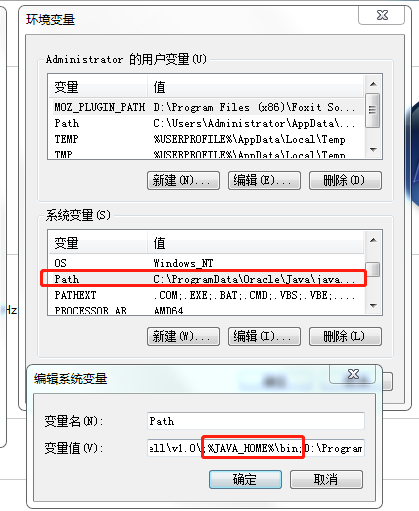 环境变量
Administrator 的用户变量(U)
变量 值
MOZ_PLUGIN_PATH D:\Program Files (x86)\Foxit So...
Path C:\Users\Administrator\AppData\...
TEMP %USERPROFILE%\AppData\Local\Temp
TMP %USERPROFILE%\AppData\Local\Temp
新建(N)... 编辑(E)... 删除(D)
系统变量(S)
变量 值
OS Windows_NT
Path C:\ProgramData\Oracle\Java\java...
PATHEXT .COM;.EXE;.BAT;.CMD;.VBS;.VBE;....
PROCESSOR_AR AMD64
新建(W)... 编辑(I)... 删除(L)
Hz
编辑系统变量
变量名(N): Path
变量值(V): ell\v1.0\;%JAVA_HOME%\bin;D:\Program
确定 取消